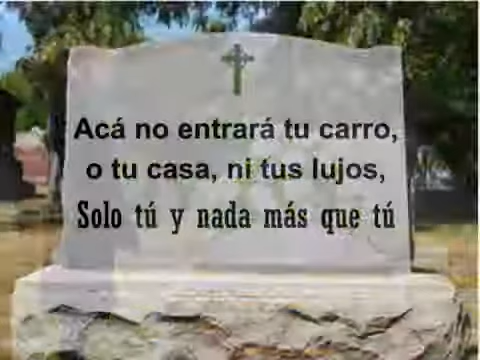 Acá no entrará tu carro,
o tu casa, ni tus lujos,
Solo tú y nada más que tú